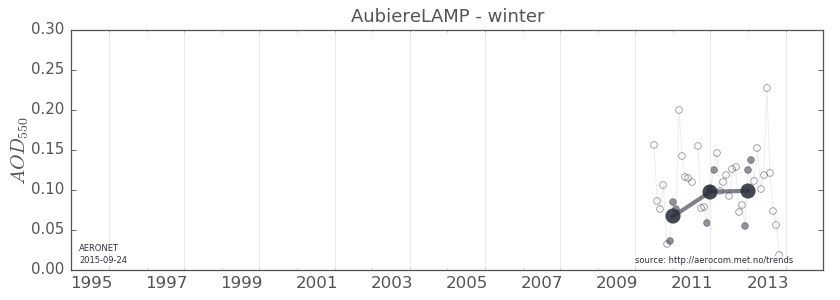 AubiereLAMP - winter
0.30
0.25
0.20
0.15
0.10
0.05
0.00
AOD550
AERONET
2015-09-24
source: http://aerocom.met.no/trends
1995 1997 1999 2001 2003 2005 2007 2009 2011 2013